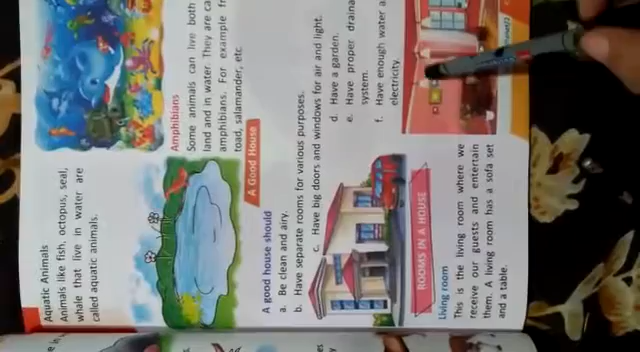 Aquatic Animals
Animals like fish, octopus, seal,
whale that live in water are
called aquatic animals.
Amphibians
Some animals can live both
land and in water. They are
amphibians. For example
toad, salamander, etc
A Good House
A good house should
a. Be clean and airy.
b. Have separate rooms for various purposes.
c. Have big doors and windows for air and light.
d. Have a garden.
e. Have proper
system.
f. Have enough water
electricity.
ROOMS IN A HOUSE
Living room
This is the living room where we
receive our guests and entertain
them. A living room has a sofa set
and a table.